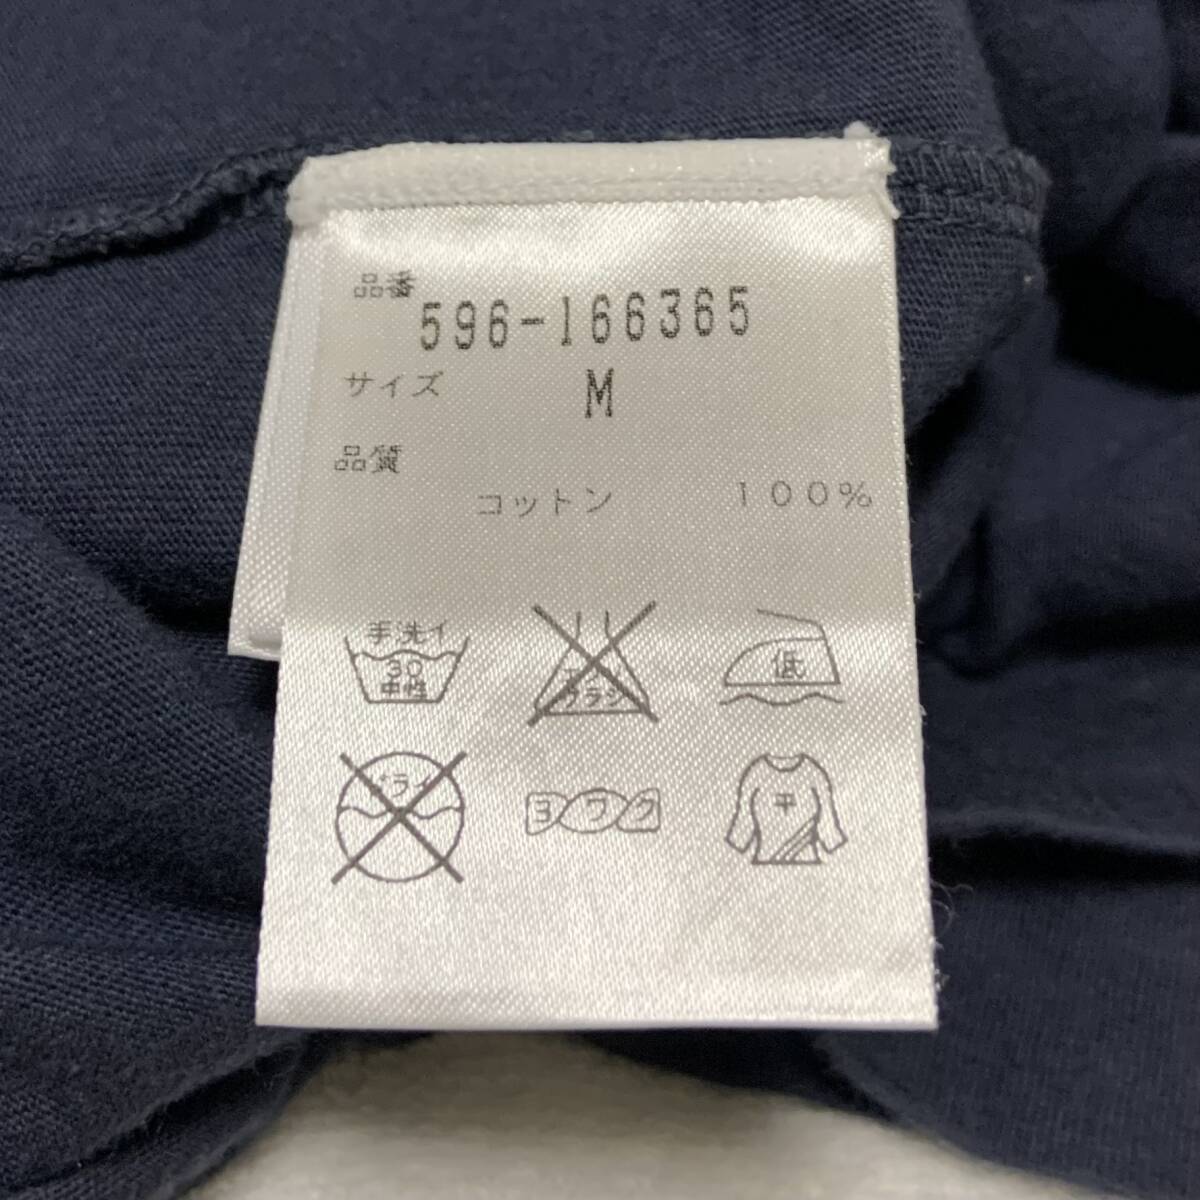 品番
596-166365
サイズ M
品質
コットン 100%
手洗イ
30
中性
低
ヨワク
平